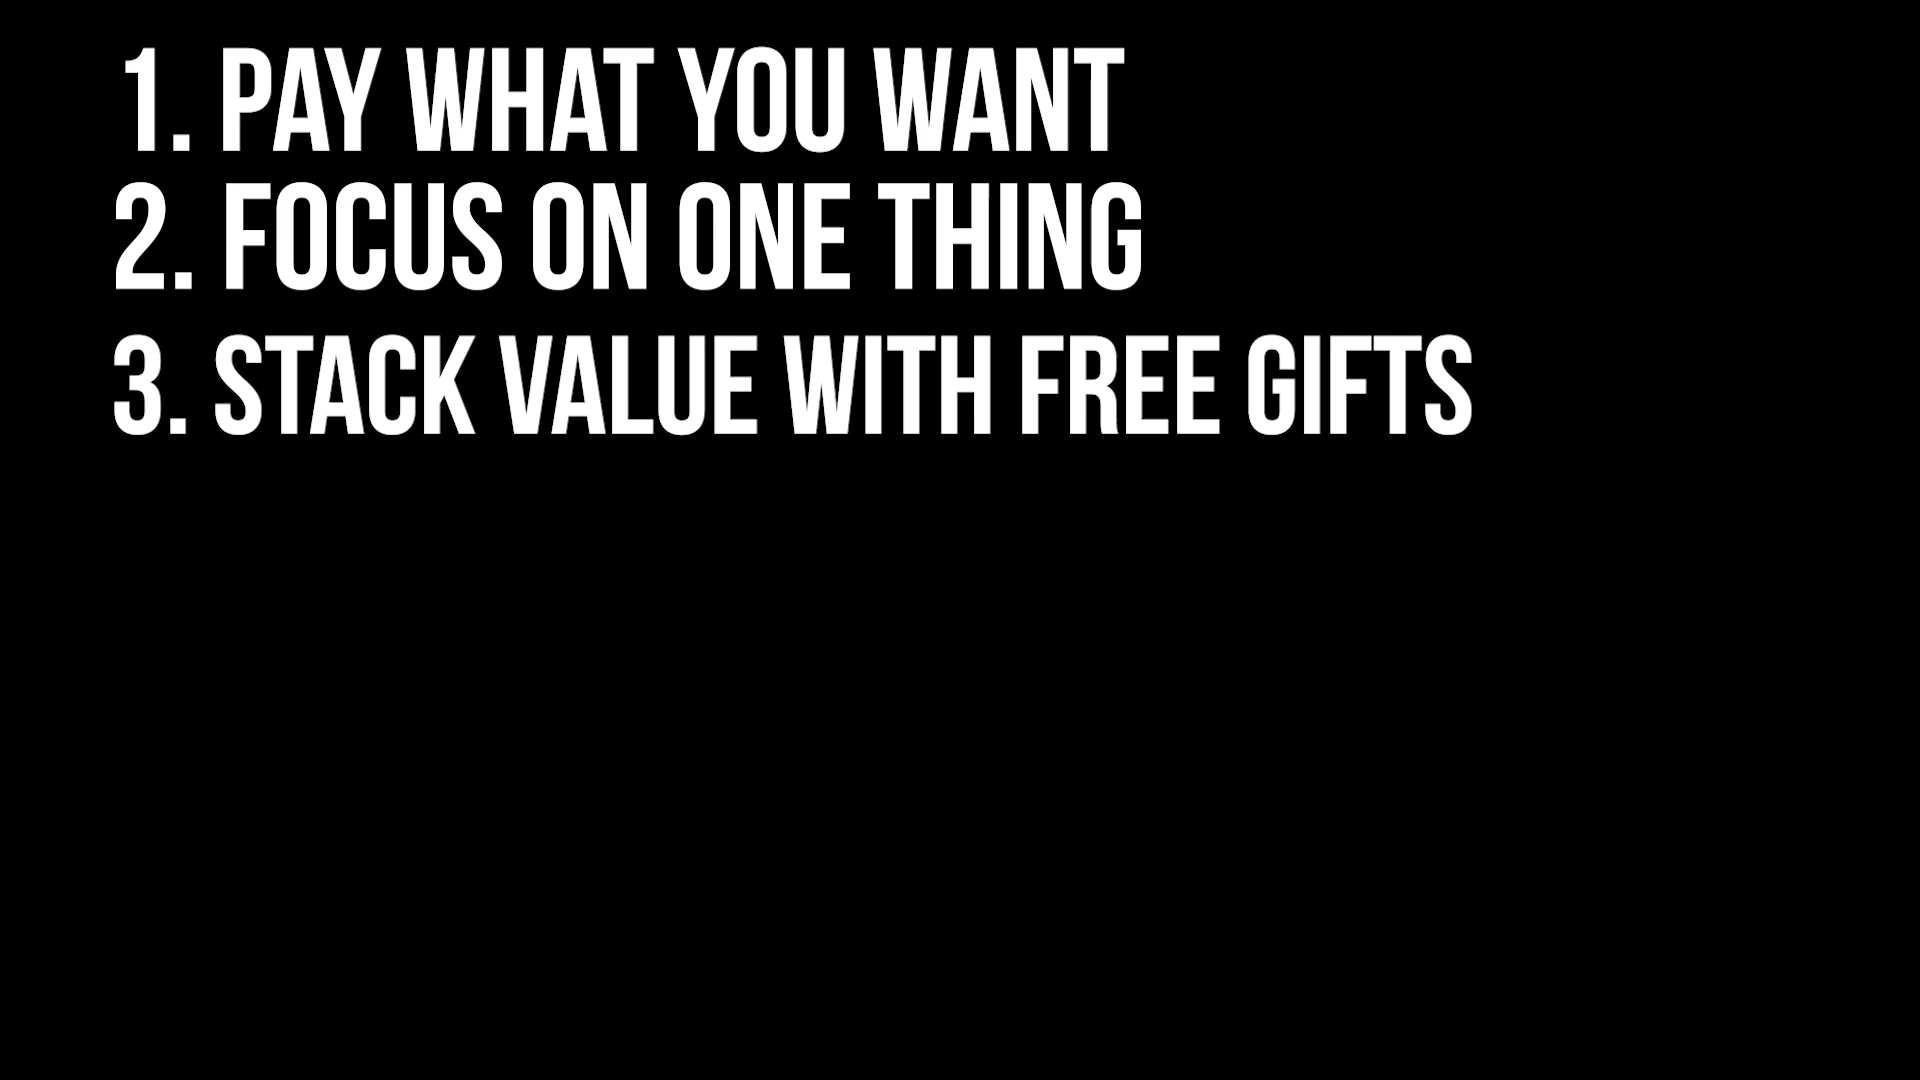 1. PAY WHAT YOU WANT
2. FOCUS ON ONE THING
3. STACK VALUE WITH FREE GIFTS